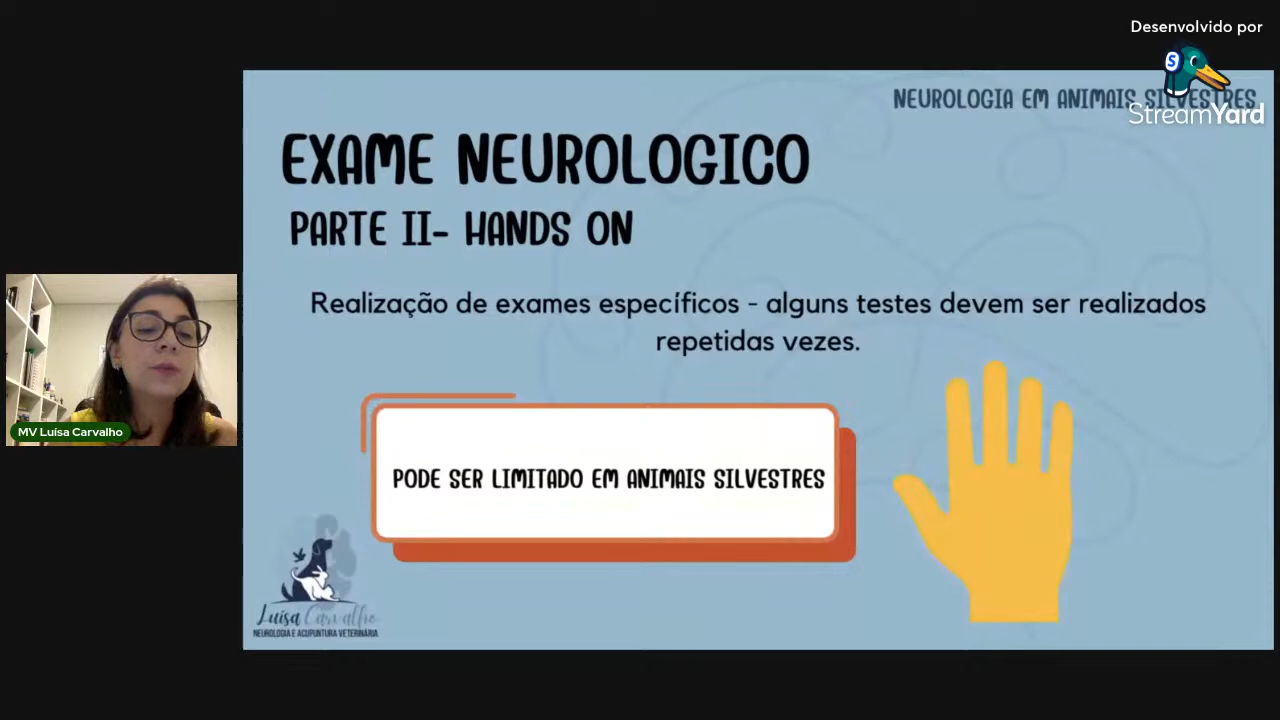 Desenvolvido por
StreamYard
NEUROLOGIA EM ANIMAIS SILVESTRES
EXAME NEUROLOGICO
PARTE II- HANDS ON
Realização de exames específicos - alguns testes devem ser realizados
repetidas vezes.
PODE SER LIMITADO EM ANIMAIS SILVESTRES
MV Luísa Carvalho
Luísa Carvalho
NEUROLOGIA E ACUPUNTURA VETERINÁRIA